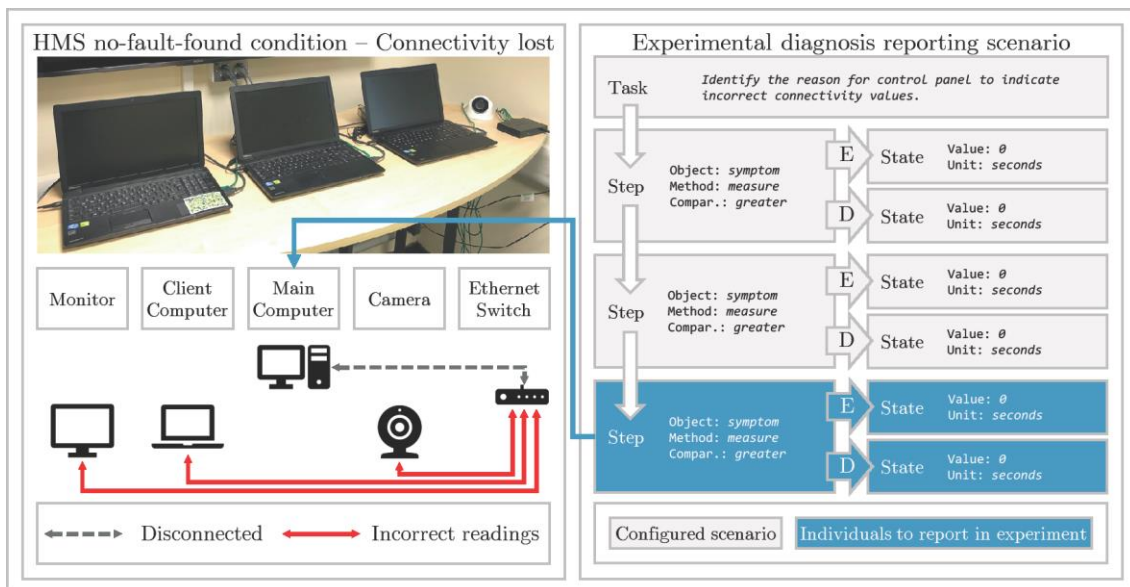 HMS no-fault-found condition – Connectivity lost
Monitor
Client
Computer
Main
Computer
Camera
Ethernet
Switch
Disconnected
Incorrect readings
Experimental diagnosis reporting scenario
Task
Identify the reason for control panel to indicate
incorrect connectivity values.
Step
Object: symptom
Method: measure
Compar.: greater
E
State
Value: 0
Unit: seconds
D
State
Value: 0
Unit: seconds
Step
Object: symptom
Method: measure
Compar.: greater
E
State
Value: 0
Unit: seconds
D
State
Value: 0
Unit: seconds
Step
Object: symptom
Method: measure
Compar.: greater
E
State
Value: 0
Unit: seconds
D
State
Value: 0
Unit: seconds
Configured scenario
Individuals to report in experiment